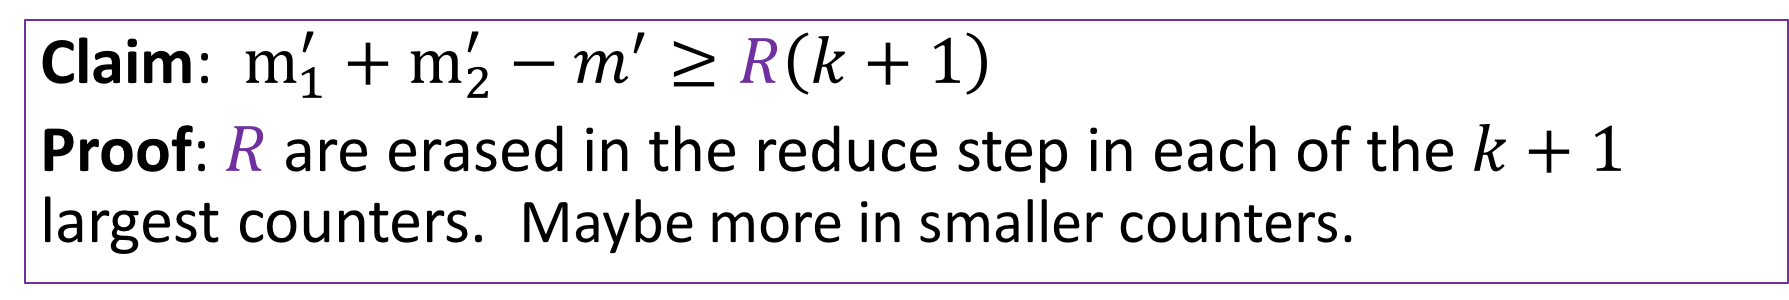 Claim: m′₁ + m′₂ − m′ ≥ R(k + 1)
Proof: R are erased in the reduce step in each of the k + 1
largest counters. Maybe more in smaller counters.